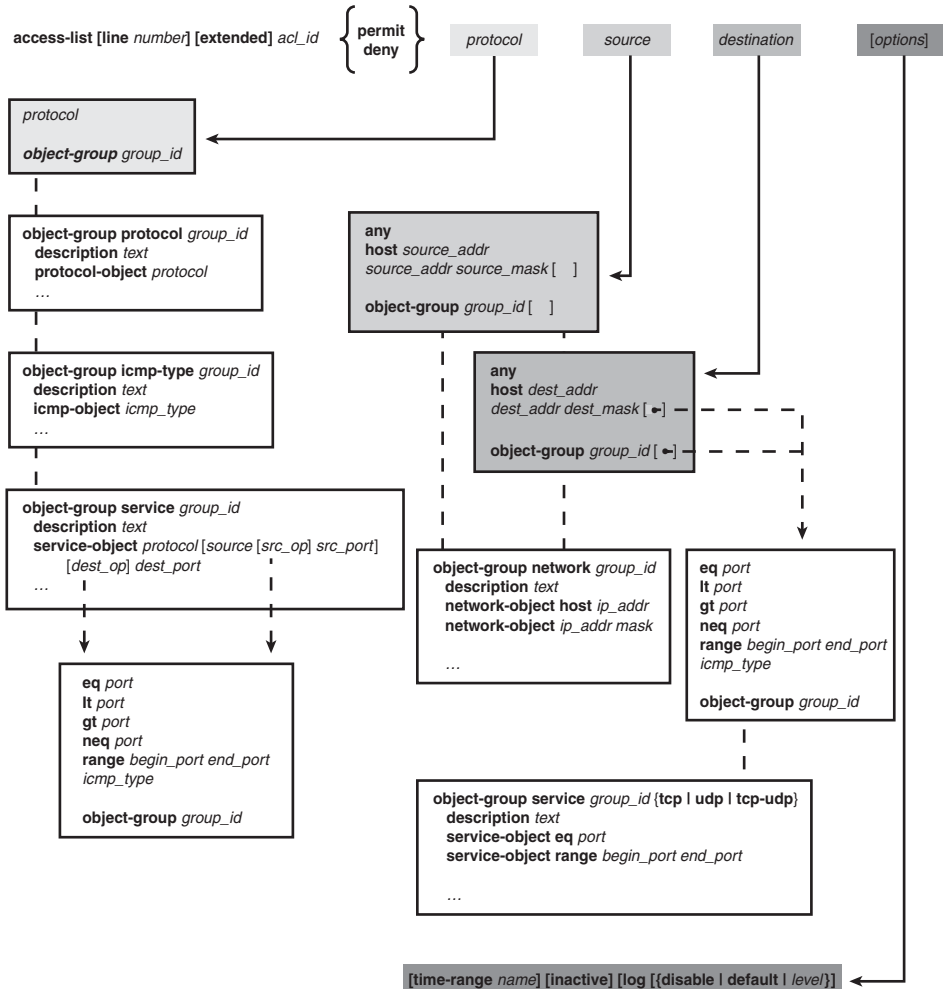 access-list [line number] [extended] acl_id { permit deny } protocol source destination [options]
protocol
object-group group_id
object-group protocol group_id
description text
protocol-object protocol
…
object-group icmp-type group_id
description text
icmp-object icmp_type
…
object-group service group_id
description text
service-object protocol [source [src_op] src_port]
[dest_op] dest_port
…
eq port
lt port
gt port
neq port
range begin_port end_port
icmp_type
object-group group_id
any
host source_addr
source_addr source_mask [ ]
object-group group_id [ ]
any
host dest_addr
dest_addr dest_mask [ ]
object-group group_id [ ]
object-group network group_id
description text
network-object host ip_addr
network-object ip_addr mask
…
eq port
lt port
gt port
neq port
range begin_port end_port
icmp_type
object-group group_id
object-group service group_id {tcp | udp | tcp-udp}
description text
service-object eq port
service-object range begin_port end_port
…
[time-range name] [inactive] [log [{disable | default | level}]